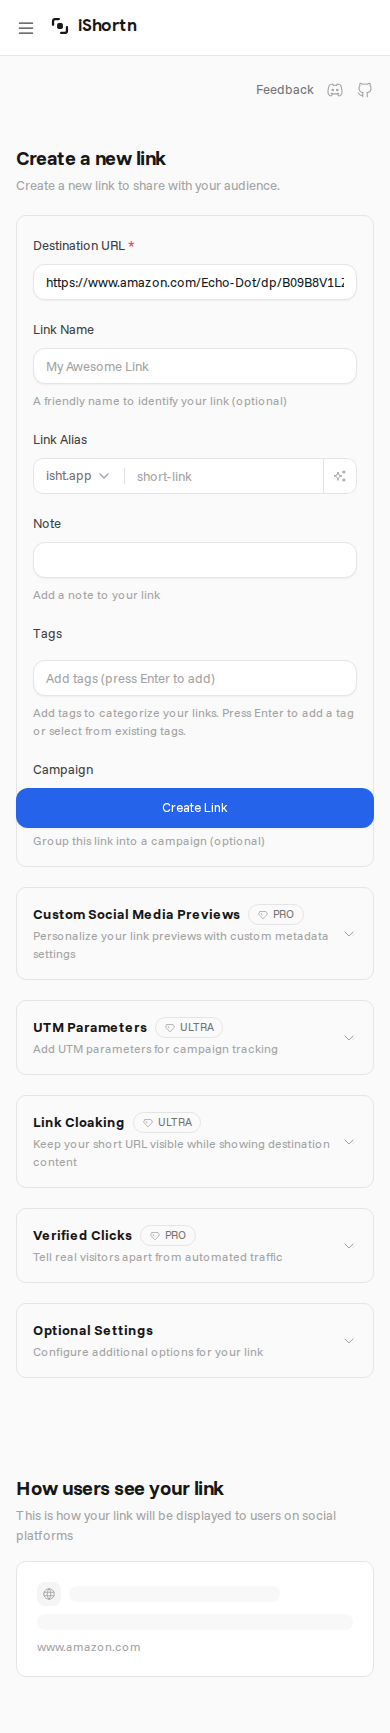 iShortn
Feedback
Create a new link
Create a new link to share with your audience.
Destination URL *
https://www.amazon.com/Echo-Dot/dp/B09B8V1LZ
Link Name
My Awesome Link
A friendly name to identify your link (optional)
Link Alias
isht.app
short-link
Note
Add a note to your link
Tags
Add tags (press Enter to add)
Add tags to categorize your links. Press Enter to add a tag
or select from existing tags.
Campaign
Create Link
Group this link into a campaign (optional)
Custom Social Media Previews PRO
Personalize your link previews with custom metadata
settings
UTM Parameters ULTRA
Add UTM parameters for campaign tracking
Link Cloaking ULTRA
Keep your short URL visible while showing destination
content
Verified Clicks PRO
Tell real visitors apart from automated traffic
Optional Settings
Configure additional options for your link
How users see your link
This is how your link will be displayed to users on social
platforms
www.amazon.com